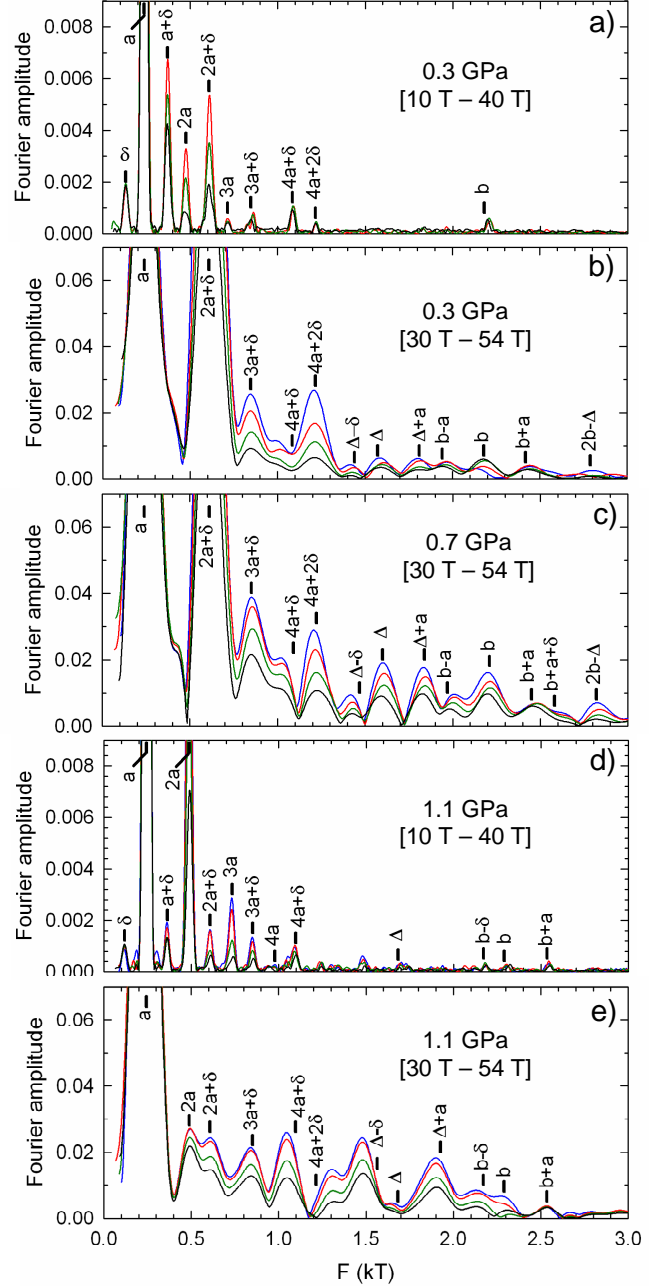 a)
0.3 GPa
[10 T – 40 T]
Fourier amplitude
0.008
0.006
0.004
0.002
0.000
δ
a
a+δ
2a
2a+δ
3a
3a+δ
4a+δ
4a+2δ
b
b)
0.3 GPa
[30 T – 54 T]
Fourier amplitude
0.06
0.04
0.02
0.00
a
2a+δ
3a+δ
4a+δ
4a+2δ
Δ-δ
Δ
Δ+a
b-a
b
b+a
2b-Δ
c)
0.7 GPa
[30 T – 54 T]
Fourier amplitude
0.06
0.04
0.02
0.00
a
2a+δ
3a+δ
4a+δ
4a+2δ
Δ-δ
Δ
Δ+a
b-a
b
b+a
b+a+δ
2b-Δ
d)
1.1 GPa
[10 T – 40 T]
Fourier amplitude
0.008
0.006
0.004
0.002
0.000
δ
a
a+δ
2a
2a+δ
3a
3a+δ
4a
4a+δ
Δ
b-δ
b
b+a
e)
1.1 GPa
[30 T – 54 T]
Fourier amplitude
0.06
0.04
0.02
0.00
a
2a
2a+δ
3a+δ
4a+δ
4a+2δ
Δ-δ
Δ
Δ+a
b-δ
b
b+a
0.0 0.5 1.0 1.5 2.0 2.5 3.0
F (kT)